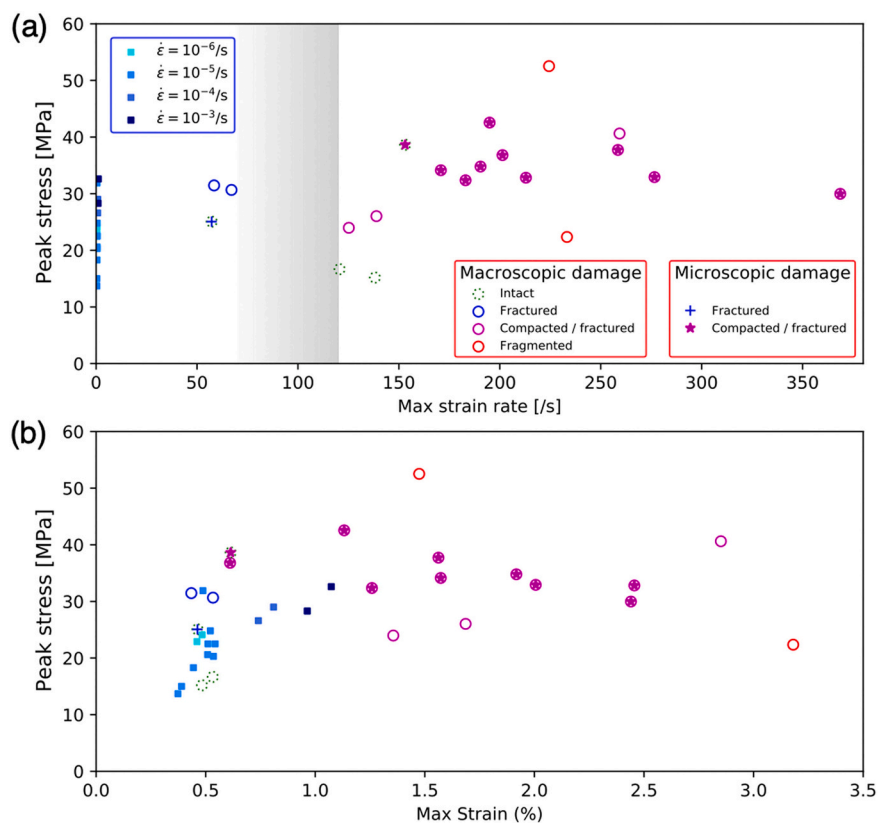 (a)
Peak stress [MPa]
60
50
40
30
20
10
0
ε̇ = 10⁻⁶/s
ε̇ = 10⁻⁵/s
ε̇ = 10⁻⁴/s
ε̇ = 10⁻³/s
Macroscopic damage
Intact
Fractured
Compacted / fractured
Fragmented
Microscopic damage
Fractured
Compacted / fractured
0 50 100 150 200 250 300 350
Max strain rate [/s]
(b)
Peak stress [MPa]
60
50
40
30
20
10
0
0.0 0.5 1.0 1.5 2.0 2.5 3.0 3.5
Max Strain (%)